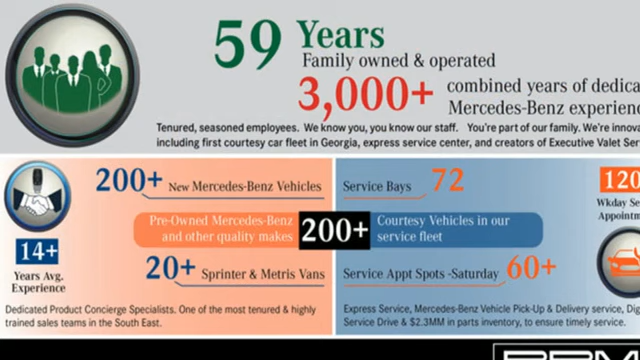 59 Years
Family owned & operated
3,000+ combined years of dedica
Mercedes-Benz experienc
Tenured, seasoned employees. We know you, you know our staff. You're part of our family. We're innov
including first courtesy car fleet in Georgia, express service center, and creators of Executive Valet Ser
200+ New Mercedes-Benz Vehicles
Pre-Owned Mercedes-Benz
and other quality makes
200+
14+
Years Avg.
Experience
20+ Sprinter & Metris Vans
Dedicated Product Concierge Specialists. One of the most tenured & highly
trained sales teams in the South East.
Service Bays 72
Courtesy Vehicles in our
service fleet
Service Appt Spots -Saturday 60+
120
Wkday Se
Appointm
Express Service, Mercedes-Benz Vehicle Pick-Up & Delivery service, Dig
Service Drive & $2.3MM in parts inventory, to ensure timely service.